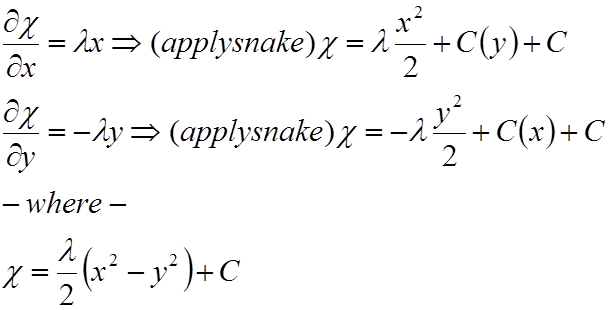 ∂χ/∂x = λx ⇒ (applysnake)χ = λ x²/2 + C(y) + C
∂χ/∂y = −λy ⇒ (applysnake)χ = −λ y²/2 + C(x) + C
– where –
χ = λ/2 (x² − y²) + C